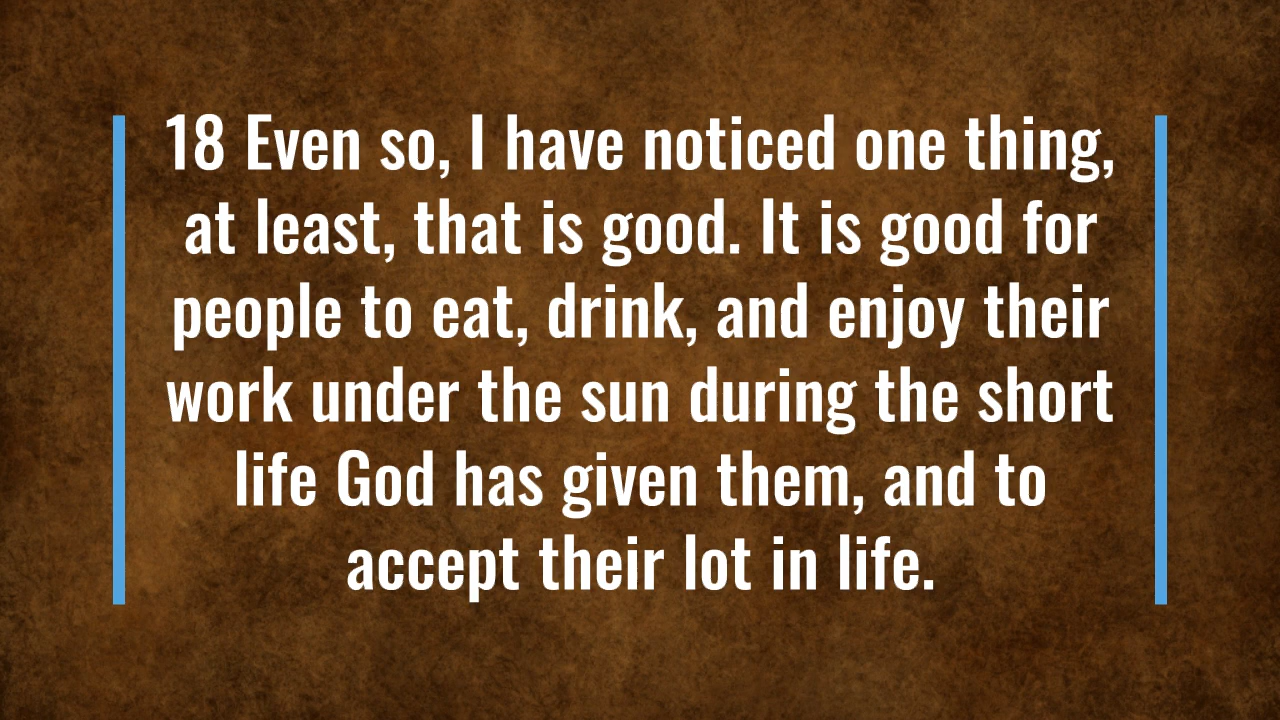 18 Even so, I have noticed one thing,
at least, that is good. It is good for
people to eat, drink, and enjoy their
work under the sun during the short
life God has given them, and to
accept their lot in life.